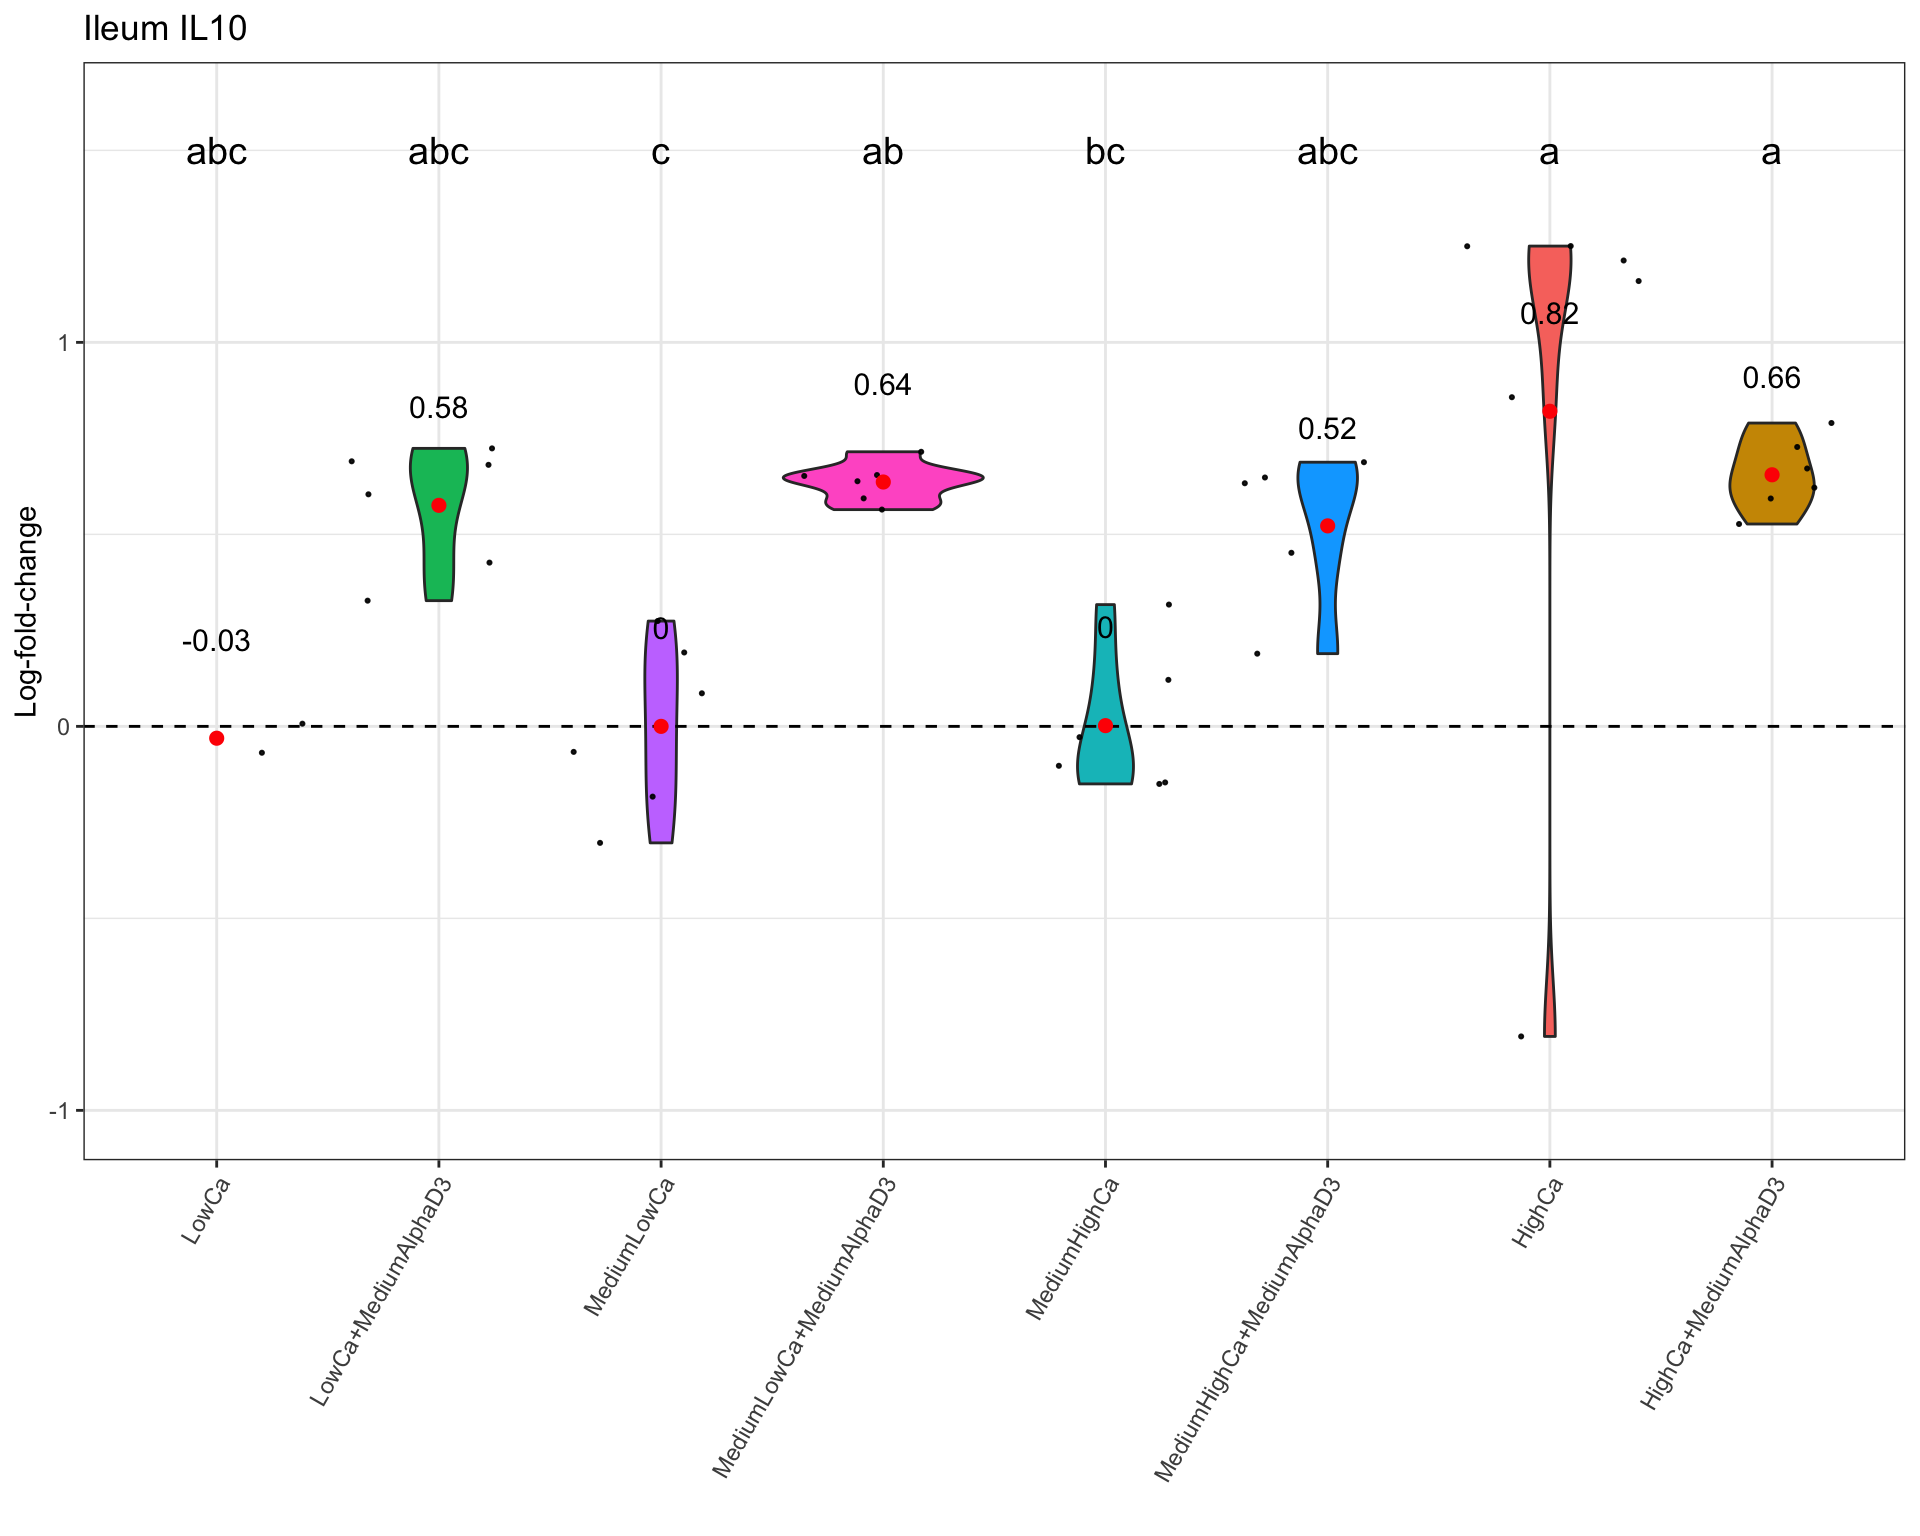 Ileum IL10
abc abc c ab bc abc a a
0.82
1
0.66
0.64
0.58
0.52
-0.03
0 0
0
-1
Log-fold-change
LowCa
LowCa+MediumAlphaD3
MediumLowCa
MediumLowCa+MediumAlphaD3
MediumHighCa
MediumHighCa+MediumAlphaD3
HighCa
HighCa+MediumAlphaD3